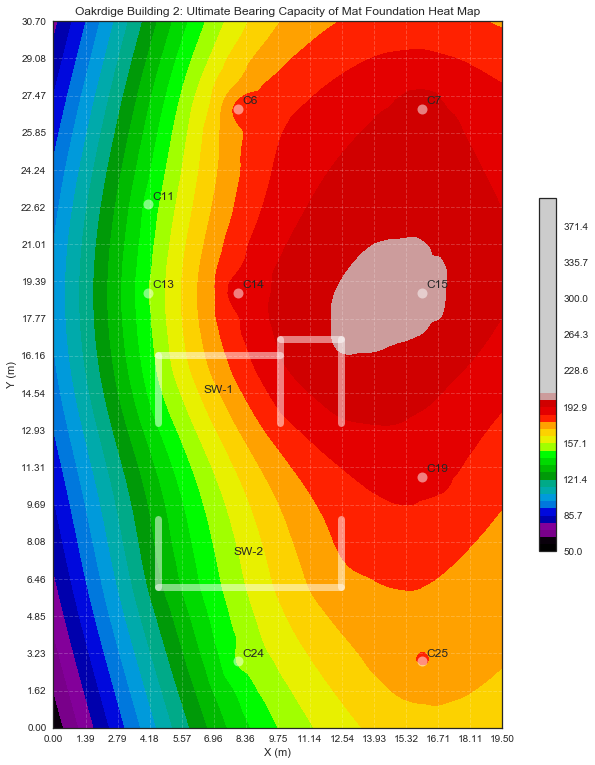 Oakrdige Building 2: Ultimate Bearing Capacity of Mat Foundation Heat Map
30.70
29.08
27.47
25.85
24.24
22.62
21.01
19.39
17.77
16.16
14.54
12.93
11.31
9.69
8.08
6.46
4.85
3.23
1.62
0.00
Y (m)
C6
C7
C11
C13
C14
C15
SW-1
C19
SW-2
C24
C25
0.00 1.39 2.79 4.18 5.57 6.96 8.36 9.75 11.14 12.54 13.93 15.32 16.71 18.11 19.50
X (m)
371.4
335.7
300.0
264.3
228.6
192.9
157.1
121.4
85.7
50.0